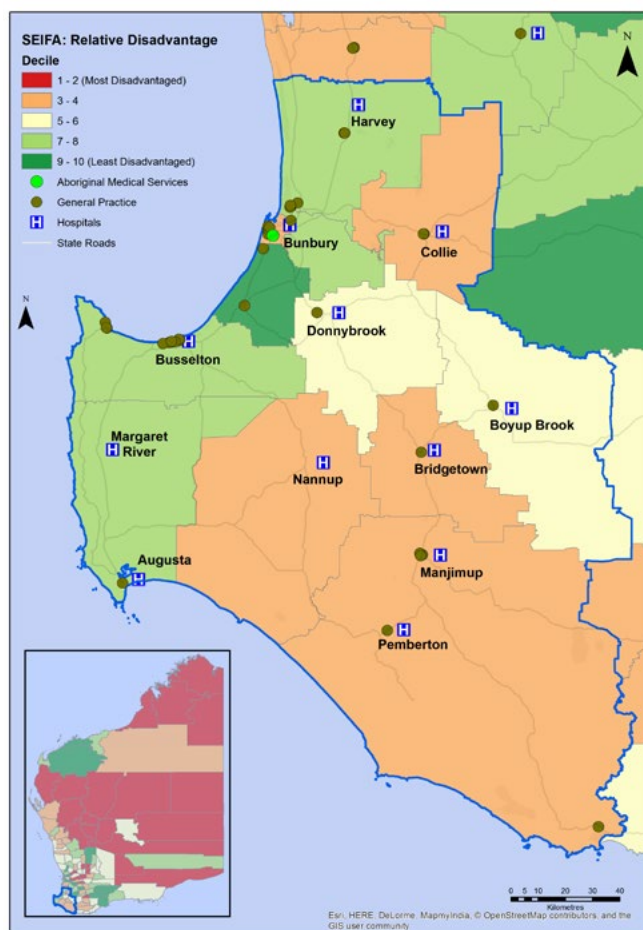 SEIFA: Relative Disadvantage
Decile
1 - 2 (Most Disadvantaged)
3 - 4
5 - 6
7 - 8
9 - 10 (Least Disadvantaged)
Aboriginal Medical Services
General Practice
H Hospitals
State Roads
N
N
H
H
Harvey
H
Bunbury
H
Collie
H
Donnybrook
H
Busselton
H
Boyup Brook
Margaret
River
H
H
Bridgetown
H
Nannup
Augusta
H
H
Manjimup
H
Pemberton
0 5 10 20 30 40
Kilometres
Esri, HERE, DeLorme, MapmyIndia, © OpenStreetMap contributors, and the
GIS user community